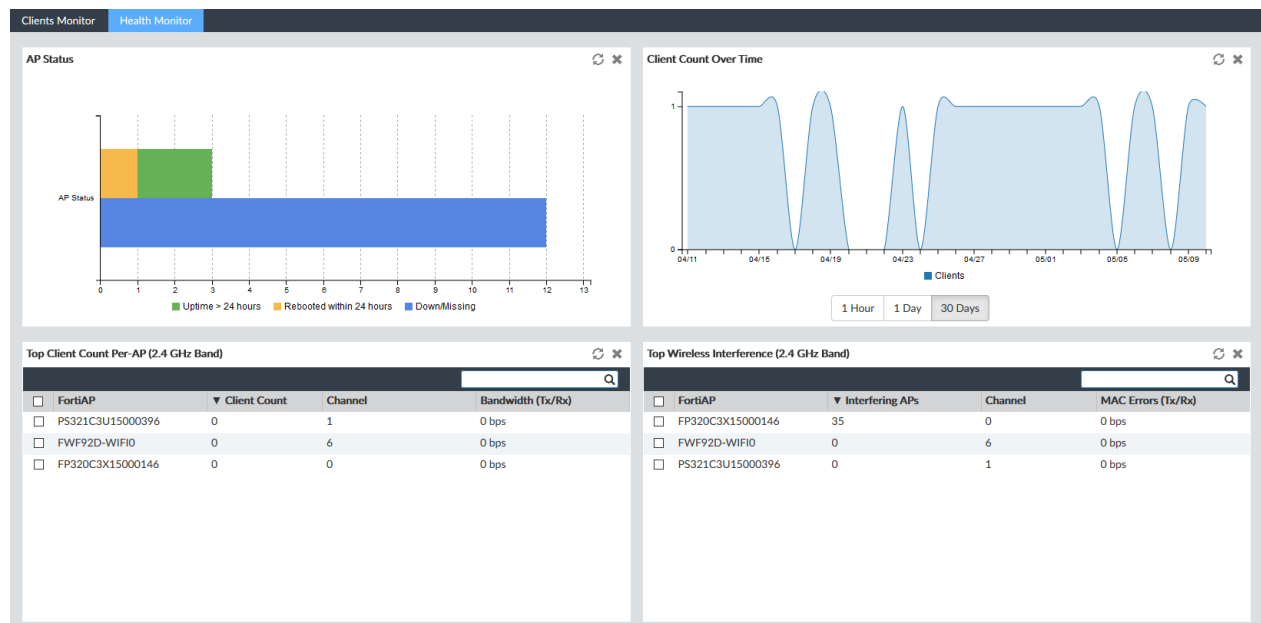 Clients Monitor Health Monitor
AP Status
AP Status
0 1 2 3 4 5 6 7 8 9 10 11 12 13
Uptime > 24 hours Rebooted within 24 hours Down/Missing
Client Count Over Time
1
0
04/11 04/15 04/19 04/23 04/27 05/01 05/05 05/09
Clients
1 Hour 1 Day 30 Days
Top Client Count Per-AP (2.4 GHz Band)
FortiAP ▼ Client Count Channel Bandwidth (Tx/Rx)
PS321C3U15000396 0 1 0 bps
FWF92D-WIFI0 0 6 0 bps
FP320C3X15000146 0 0 0 bps
Top Wireless Interference (2.4 GHz Band)
FortiAP ▼ Interfering APs Channel MAC Errors (Tx/Rx)
FP320C3X15000146 35 0 0 bps
FWF92D-WIFI0 0 6 0 bps
PS321C3U15000396 0 1 0 bps